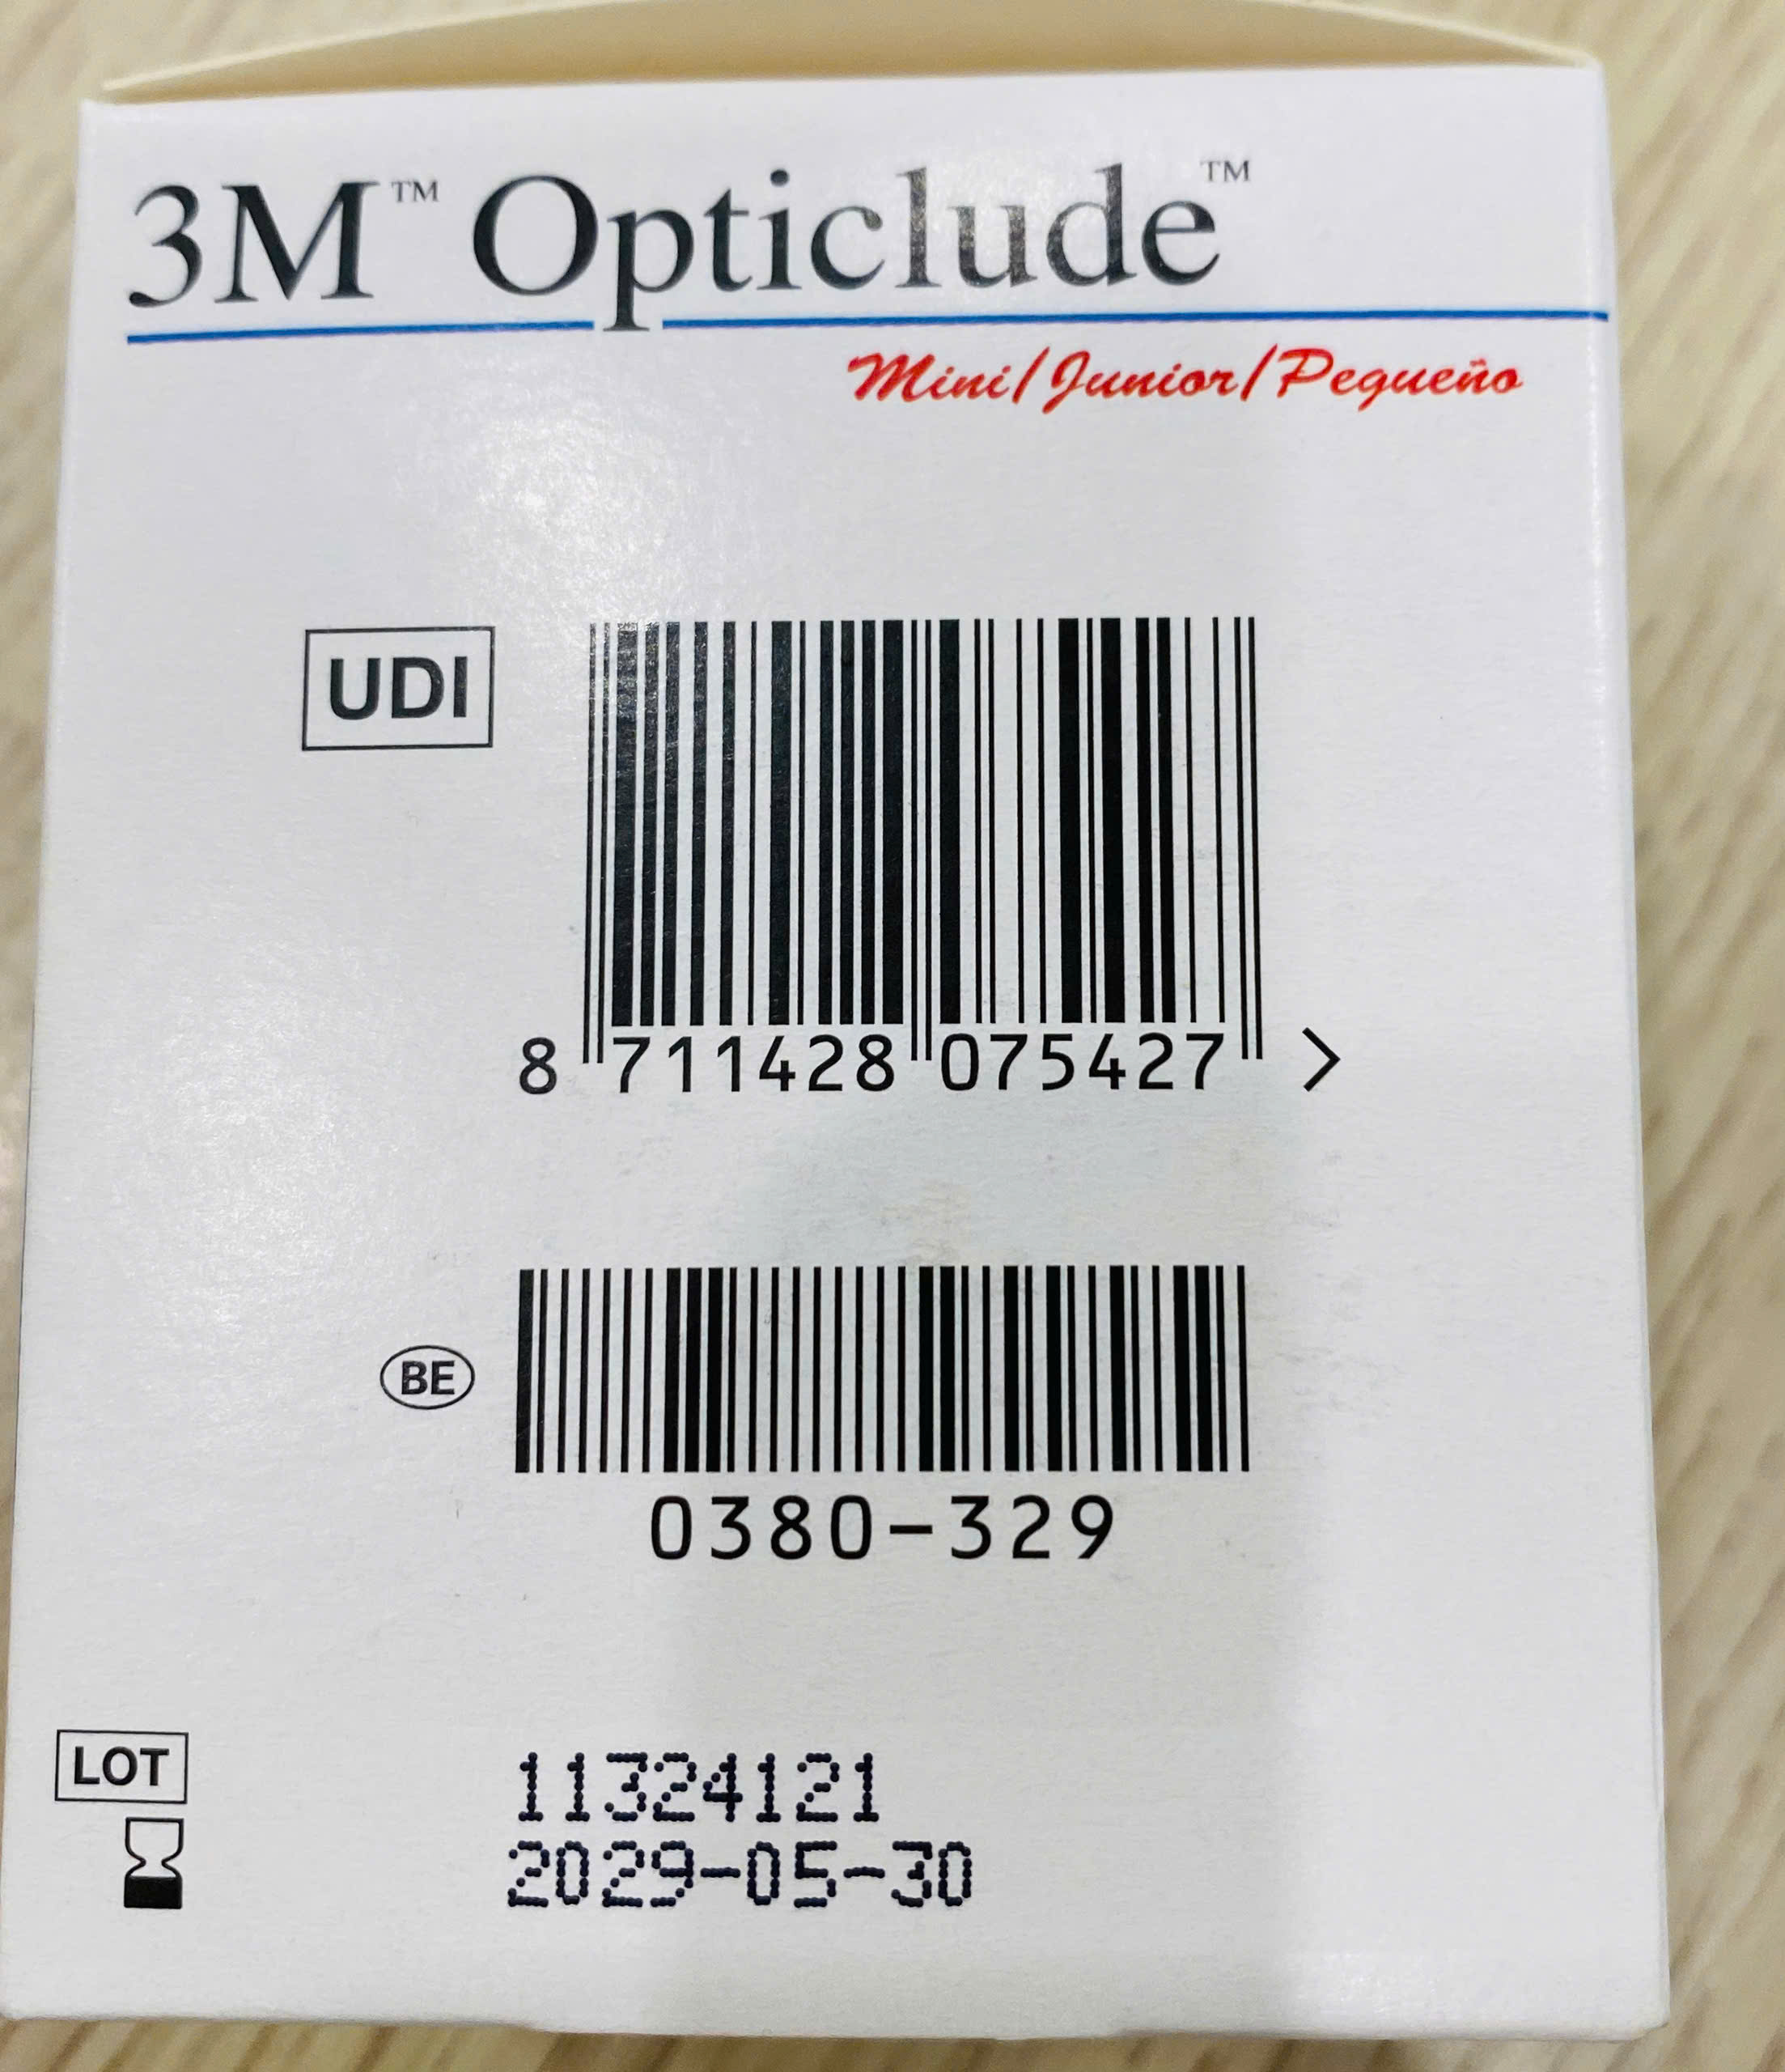 3M™ Opticlude™
Mini/Junior/Pequeño
UDI
8 711428 075427 >
BE
0380-329
LOT 11324121
2029-05-30